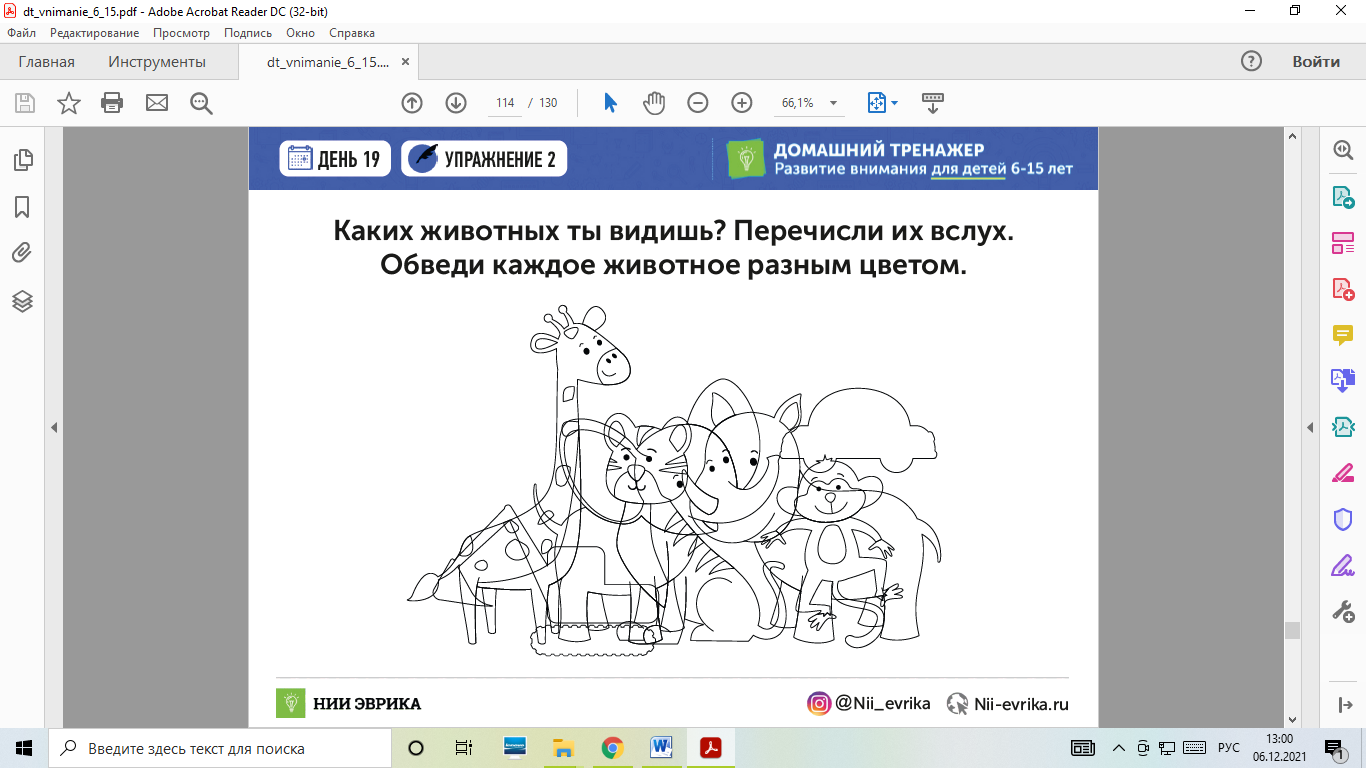 dt_vnimanie_6_15.pdf - Adobe Acrobat Reader DC (32-bit)
Файл Редактирование Просмотр Подпись Окно Справка
Главная Инструменты dt_vnimanie_6_15.... × Войти
114 / 130 66,1%
ДЕНЬ 19 УПРАЖНЕНИЕ 2
ДОМАШНИЙ ТРЕНАЖЕР
Развитие внимания для детей 6-15 лет
Каких животных ты видишь? Перечисли их вслух.
Обведи каждое животное разным цветом.
НИИ ЭВРИКА @Nii_evrika Nii-evrika.ru
Введите здесь текст для поиска
РУС
13:00
06.12.2021
1